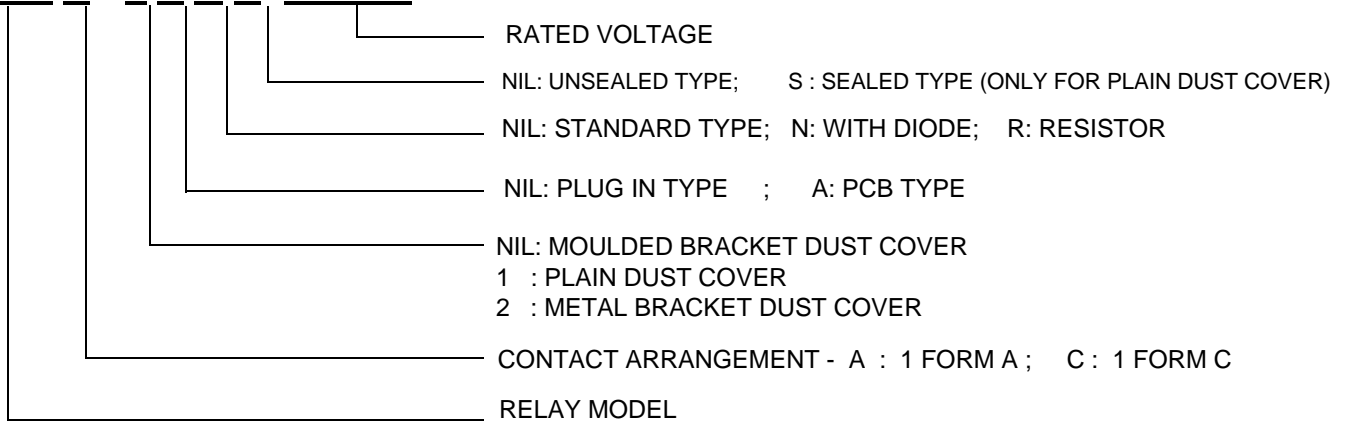 RATED VOLTAGE
NIL: UNSEALED TYPE; S : SEALED TYPE (ONLY FOR PLAIN DUST COVER)
NIL: STANDARD TYPE; N: WITH DIODE; R: RESISTOR
NIL: PLUG IN TYPE ; A: PCB TYPE
NIL: MOULDED BRACKET DUST COVER
1 : PLAIN DUST COVER
2 : METAL BRACKET DUST COVER
CONTACT ARRANGEMENT - A : 1 FORM A ; C : 1 FORM C
RELAY MODEL